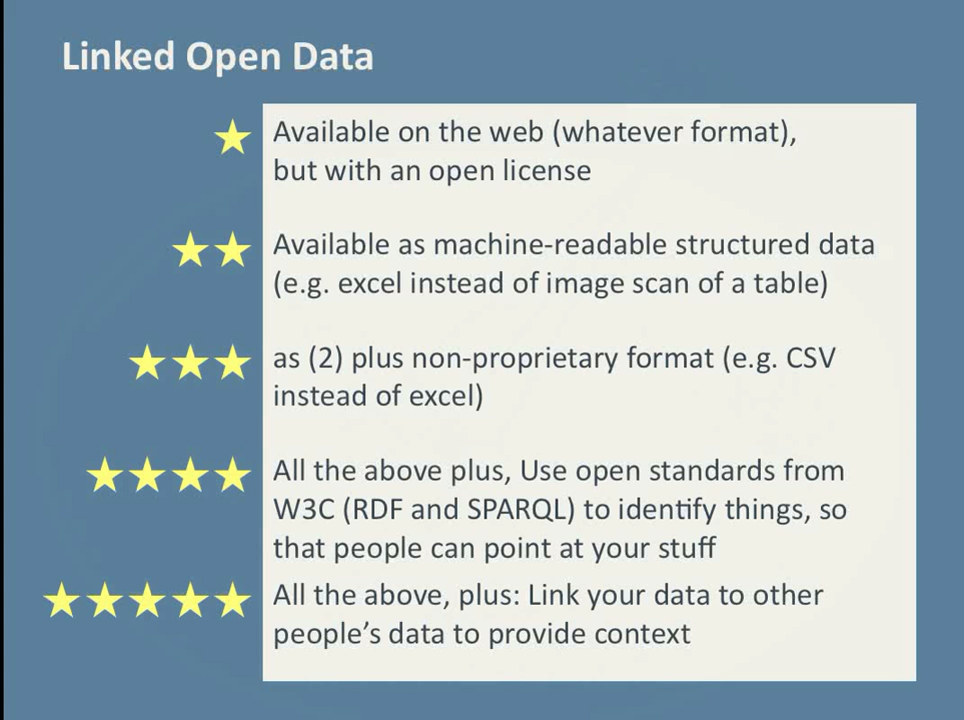 Linked Open Data
Available on the web (whatever format),
but with an open license
Available as machine-readable structured data
(e.g. excel instead of image scan of a table)
as (2) plus non-proprietary format (e.g. CSV
instead of excel)
All the above plus, Use open standards from
W3C (RDF and SPARQL) to identify things, so
that people can point at your stuff
All the above, plus: Link your data to other
people’s data to provide context